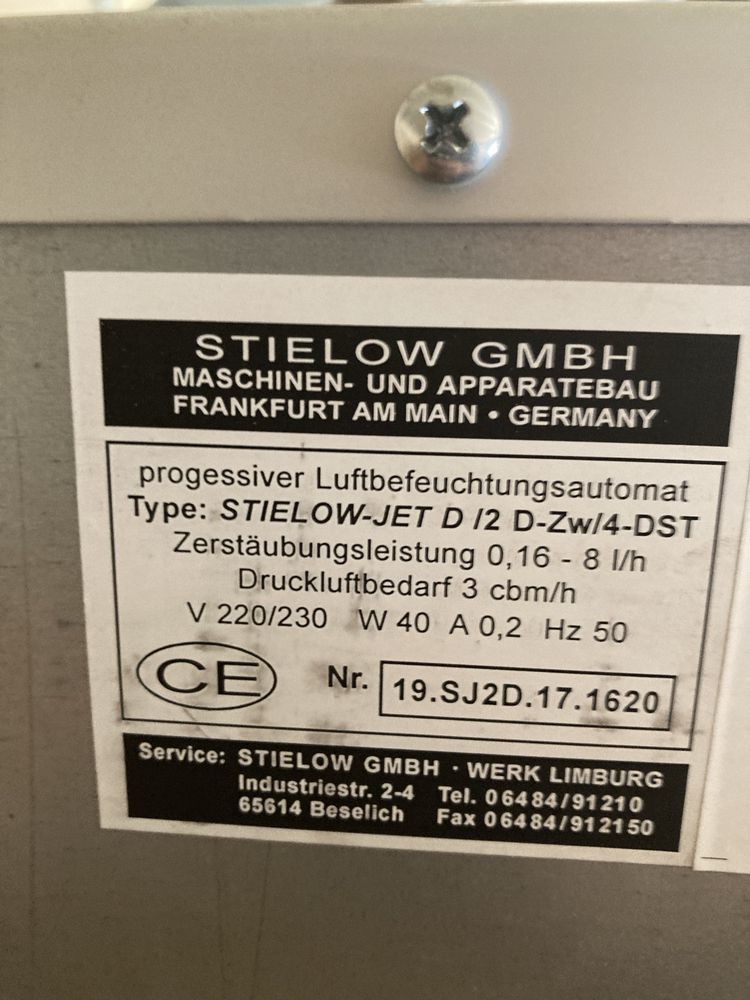 STIELOW GMBH
MASCHINEN- UND APPARATEBAU
FRANKFURT AM MAIN • GERMANY
progessiver Luftbefeuchtungsautomat
Type: STIELOW-JET D /2 D-Zw/4-DST
Zerstäubungsleistung 0,16 - 8 l/h
Druckluftbedarf 3 cbm/h
V 220/230 W 40 A 0,2 Hz 50
CE Nr. 19.SJ2D.17.1620
Service: STIELOW GMBH · WERK LIMBURG
Industriestr. 2-4 Tel. 06484/91210
65614 Beselich Fax 06484/912150